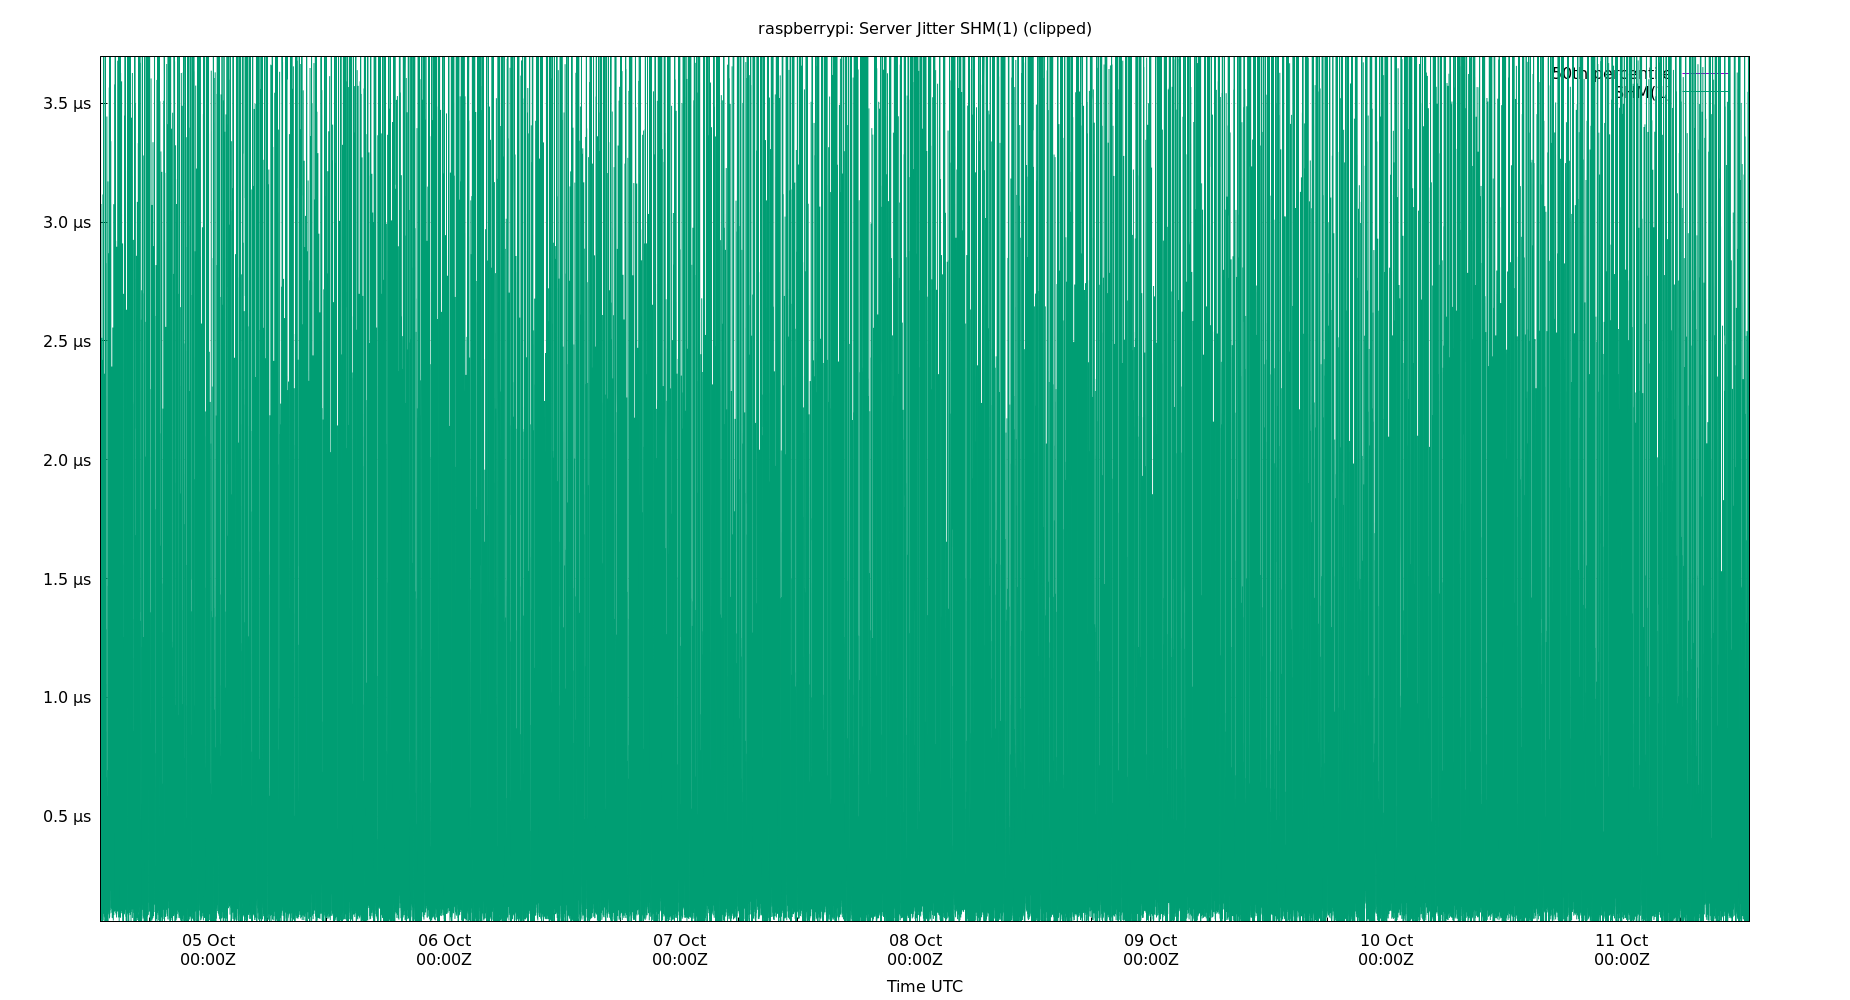 raspberrypi: Server Jitter SHM(1) (clipped)
50th percentile
3.5 μs
3.0 μs
2.5 μs
2.0 μs
1.5 μs
1.0 μs
0.5 μs
05 Oct
00:00Z
06 Oct
00:00Z
07 Oct
00:00Z
08 Oct
00:00Z
09 Oct
00:00Z
10 Oct
00:00Z
11 Oct
00:00Z
Time UTC